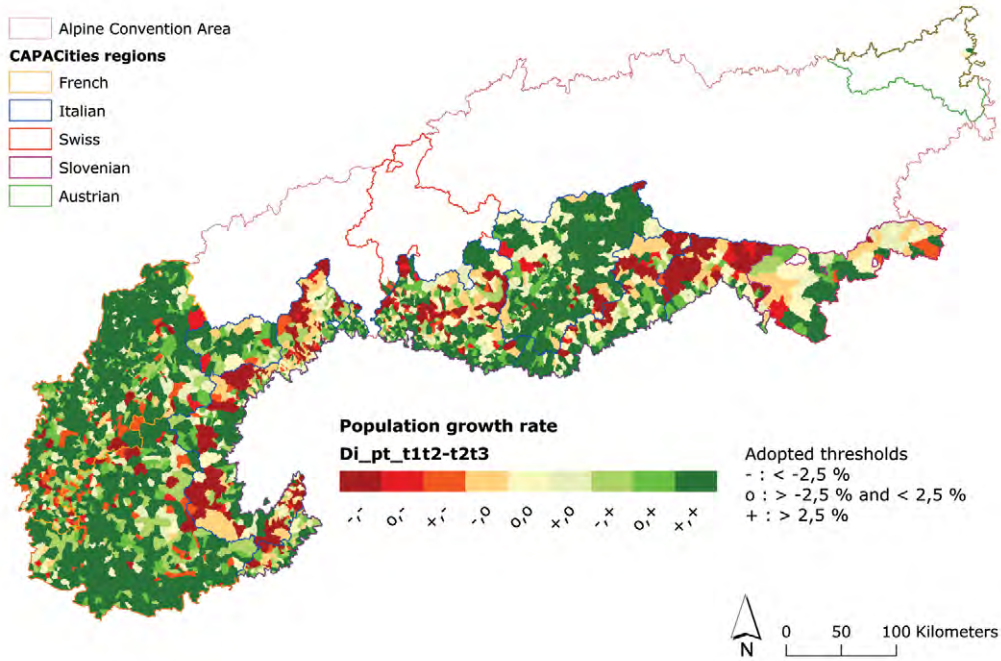 Alpine Convention Area
CAPACities regions
French
Italian
Swiss
Slovenian
Austrian
Population growth rate
Di_pt_t1t2-t2t3
-,- o,- x,- -,o o,o x,o -,x o,x x,x
Adopted thresholds
- : < -2,5 %
o : > -2,5 % and < 2,5 %
+ : > 2,5 %
N
0 50 100 Kilometers